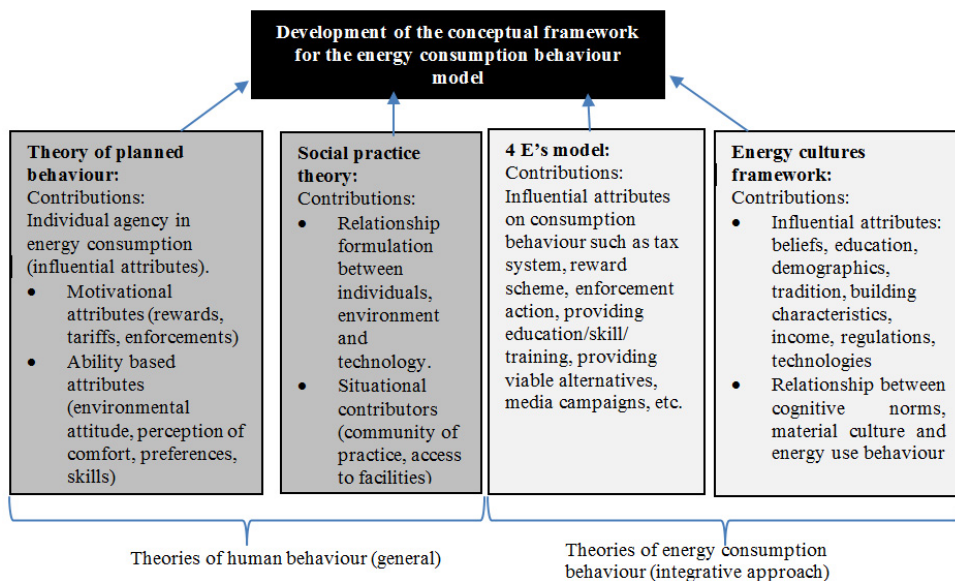 Development of the conceptual framework
for the energy consumption behaviour
model
Theory of planned
behaviour:
Contributions:
Individual agency in
energy consumption
(influential attributes).
• Motivational
attributes (rewards,
tariffs, enforcements)
• Ability based
attributes
(environmental
attitude, perception of
comfort, preferences,
skills)
Social practice
theory:
Contributions:
• Relationship
formulation
between
individuals,
environment
and
technology.
• Situational
contributors
(community of
practice, access
to facilities)
4 E's model:
Contributions:
Influential attributes
on consumption
behaviour such as tax
system, reward
scheme, enforcement
action, providing
education/skill/
training, providing
viable alternatives,
media campaigns, etc.
Energy cultures
framework:
Contributions:
• Influential attributes:
beliefs, education,
demographics,
tradition, building
characteristics,
income, regulations,
technologies
• Relationship between
cognitive norms,
material culture and
energy use behaviour
Theories of human behaviour (general)
Theories of energy consumption
behaviour (integrative approach)